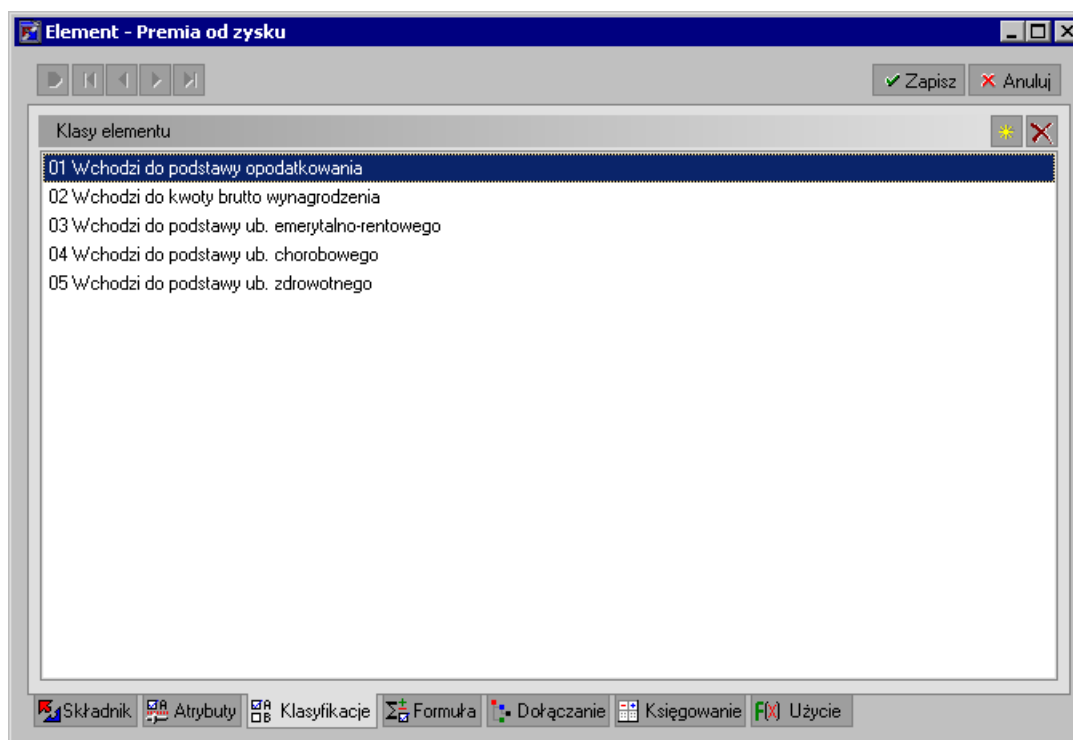 Element - Premia od zysku
Zapisz Anuluj
Klasy elementu
01 Wchodzi do podstawy opodatkowania
02 Wchodzi do kwoty brutto wynagrodzenia
03 Wchodzi do podstawy ub. emerytalno-rentowego
04 Wchodzi do podstawy ub. chorobowego
05 Wchodzi do podstawy ub. zdrowotnego
Składnik Atrybuty Klasyfikacje Formuła Dołączanie Księgowanie F(X) Użycie